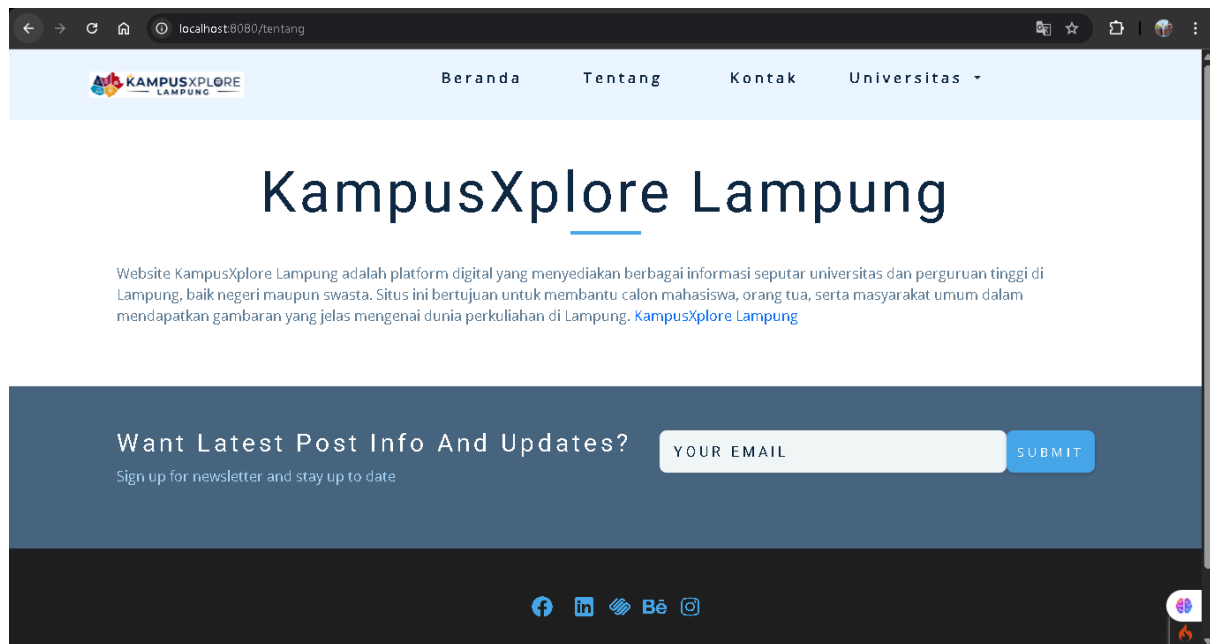 localhost:8080/tentang
KAMPUSXPLORE
LAMPUNG
Beranda Tentang Kontak Universitas
KampusXplore Lampung
Website KampusXplore Lampung adalah platform digital yang menyediakan berbagai informasi seputar universitas dan perguruan tinggi di
Lampung, baik negeri maupun swasta. Situs ini bertujuan untuk membantu calon mahasiswa, orang tua, serta masyarakat umum dalam
mendapatkan gambaran yang jelas mengenai dunia perkuliahan di Lampung. KampusXplore Lampung
Want Latest Post Info And Updates?
YOUR EMAIL
SUBMIT
Sign up for newsletter and stay up to date
in Bē